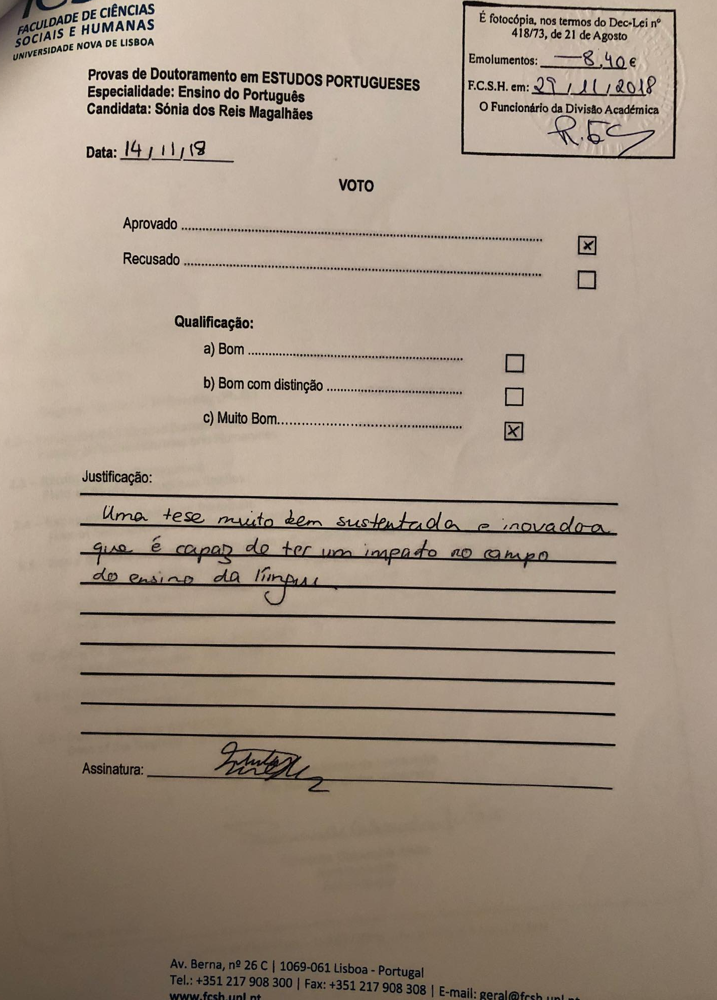 FACULDADE DE CIÊNCIAS
SOCIAIS E HUMANAS
UNIVERSIDADE NOVA DE LISBOA
É fotocópia, nos termos do Dec-Lei nº
418/73, de 21 de Agosto
Emolumentos: —8,40€
F.C.S.H. em: 29/11/2018
O Funcionário da Divisão Académica
Provas de Doutoramento em ESTUDOS PORTUGUESES
Especialidade: Ensino do Português
Candidata: Sónia dos Reis Magalhães
Data: 14/11/18
VOTO
Aprovado ............ x
Recusado ............
Qualificação:
a) Bom ............
b) Bom com distinção ............
c) Muito Bom............ x
Justificação:
Uma tese muito bem sustentada e inovadora
que é capaz de ter um impacto no campo
do ensino da língua.
Assinatura:
Av. Berna, nº 26 C | 1069-061 Lisboa - Portugal
Tel.: +351 217 908 300 | Fax: +351 217 908 308 | E-mail: geral@fcsh.unl.pt
www.fcsh.unl.pt